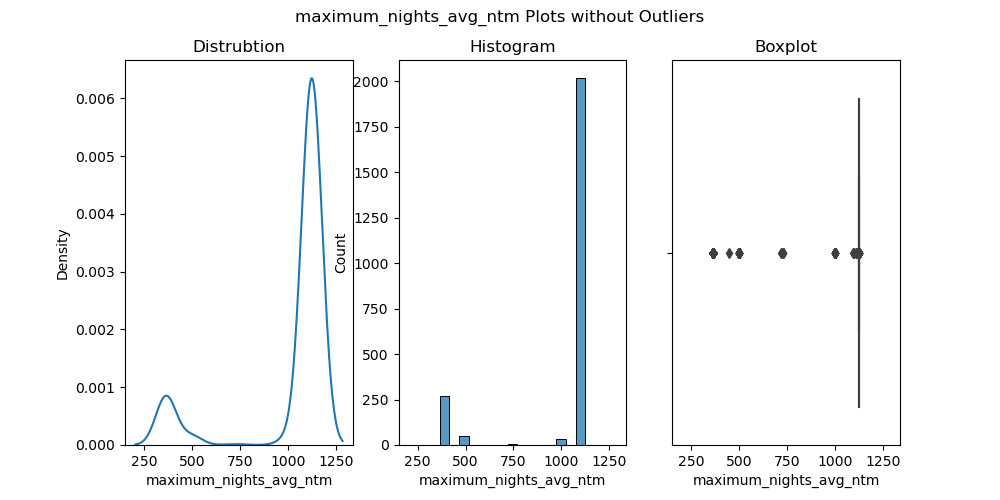 maximum_nights_avg_ntm Plots without Outliers
Distrubtion
Density
0.006
0.005
0.004
0.003
0.002
0.001
0.000
250 500 750 1000 1250
maximum_nights_avg_ntm
Histogram
Count
2000
1750
1500
1250
1000
750
500
250
0
250 500 750 1000 1250
maximum_nights_avg_ntm
Boxplot
250 500 750 1000 1250
maximum_nights_avg_ntm